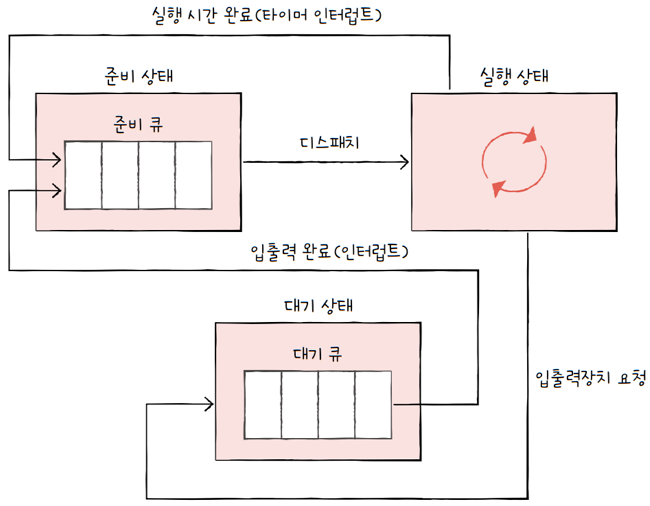 실행 시간 완료(타이머 인터럽트)
준비 상태
실행 상태
준비 큐
디스패치
입출력 완료(인터럽트)
대기 상태
대기 큐
입출력장치 요청